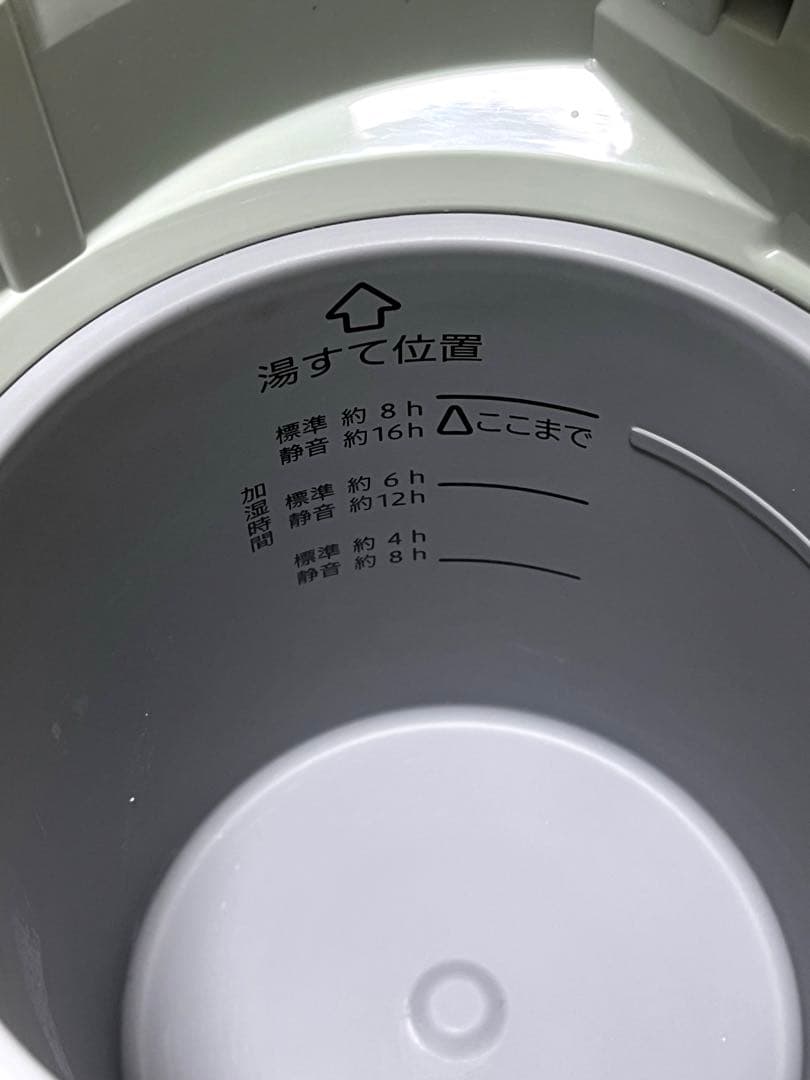 湯すて位置
標準 約 8 h
静音 約16h
△ここまで
加湿時間
標準 約 6 h
静音 約12h
標準 約 4 h
静音 約 8 h